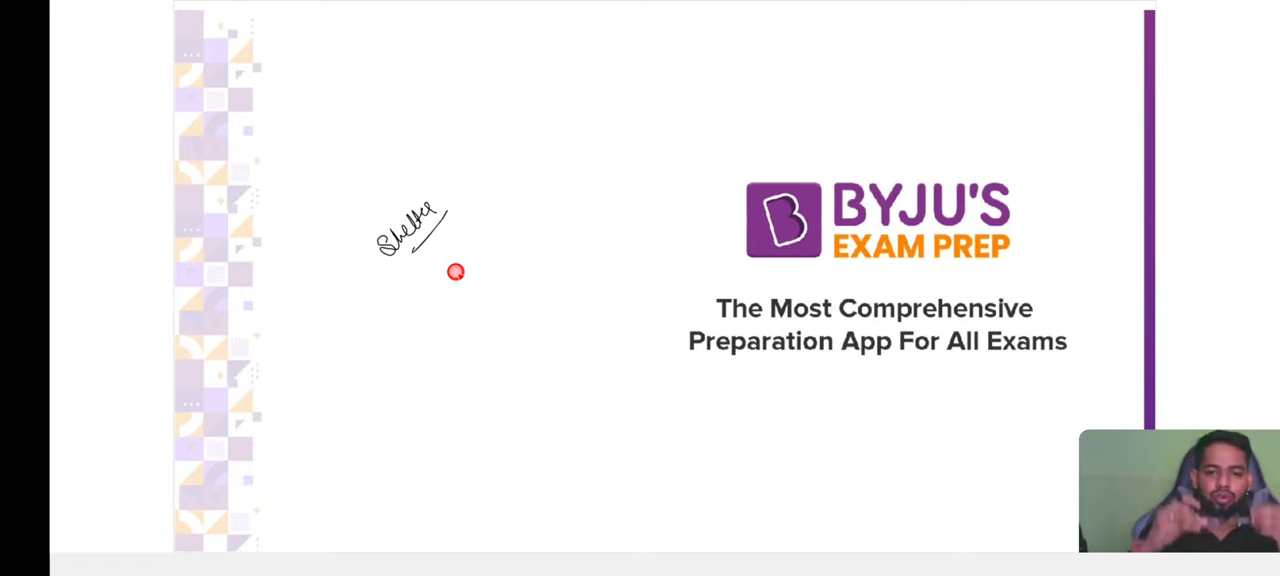 Shelter
BYJU'S
EXAM PREP
The Most Comprehensive
Preparation App For All Exams